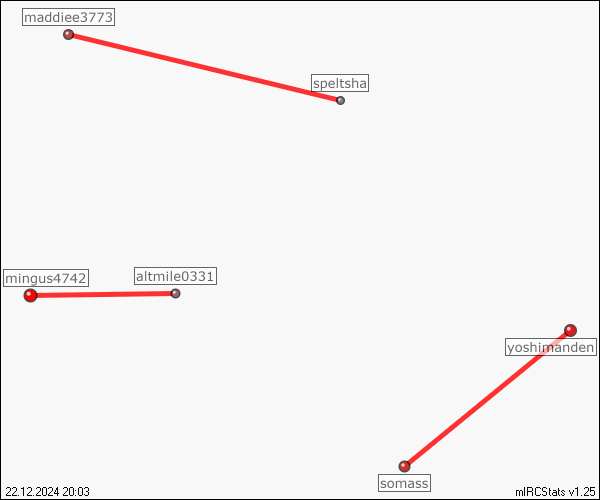 maddiee3773
speltsha
mingus4742
altmile0331
yoshimanden
somass
22.12.2024 20:03
mIRCStats v1.25